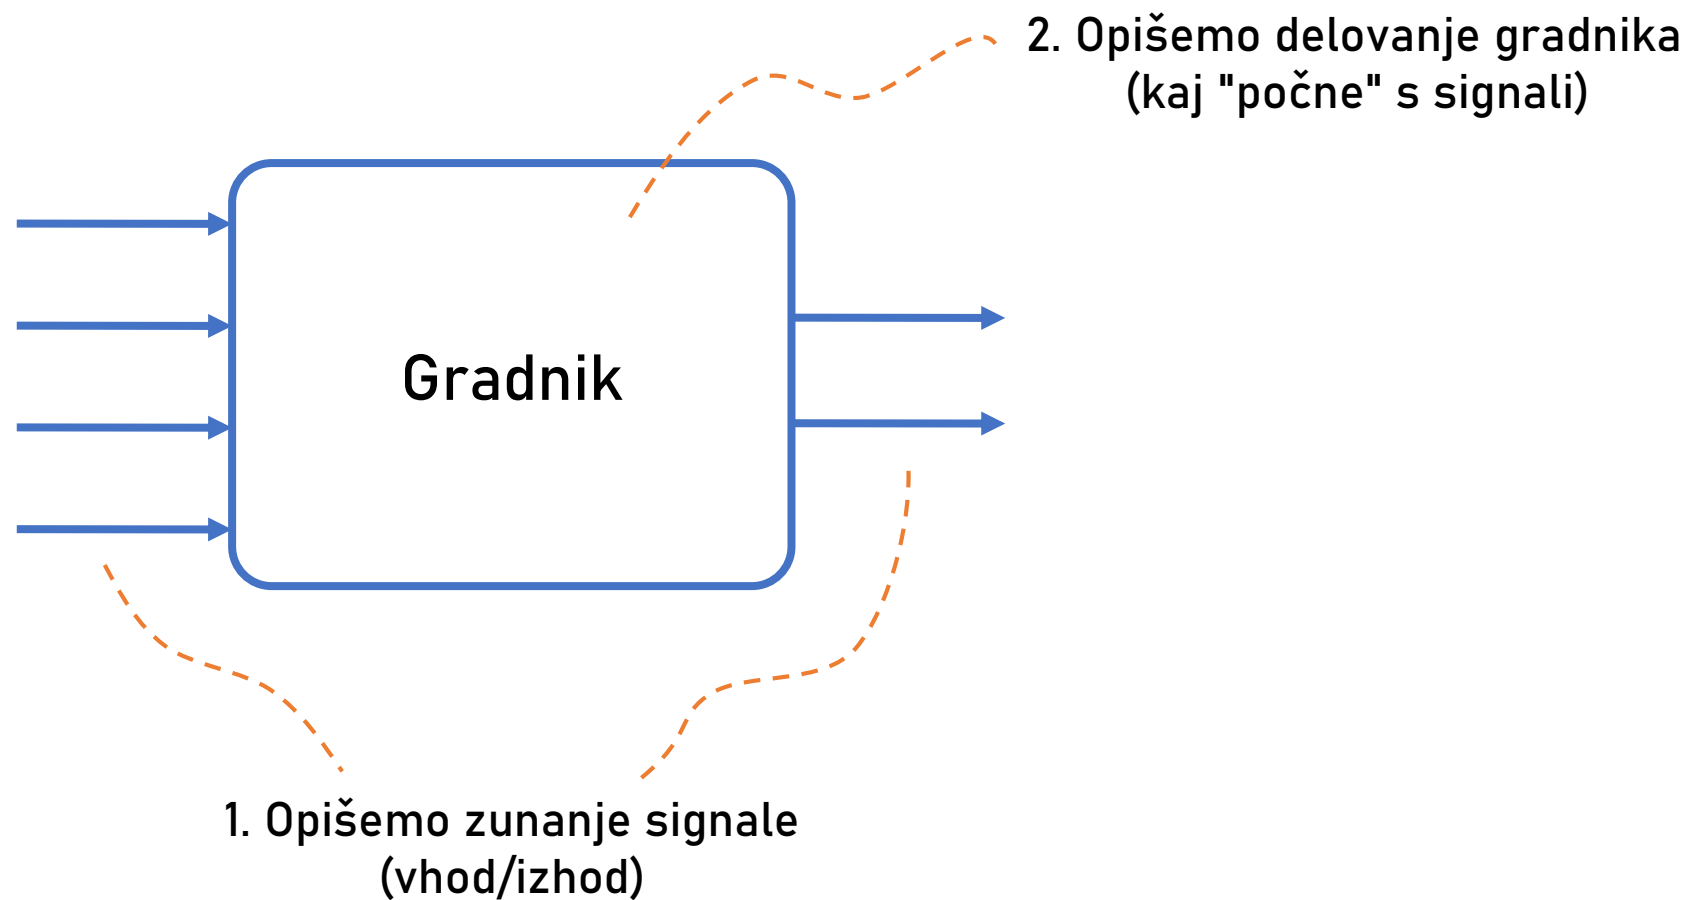 2. Opišemo delovanje gradnika
(kaj "počne" s signali)
Gradnik
1. Opišemo zunanje signale
(vhod/izhod)